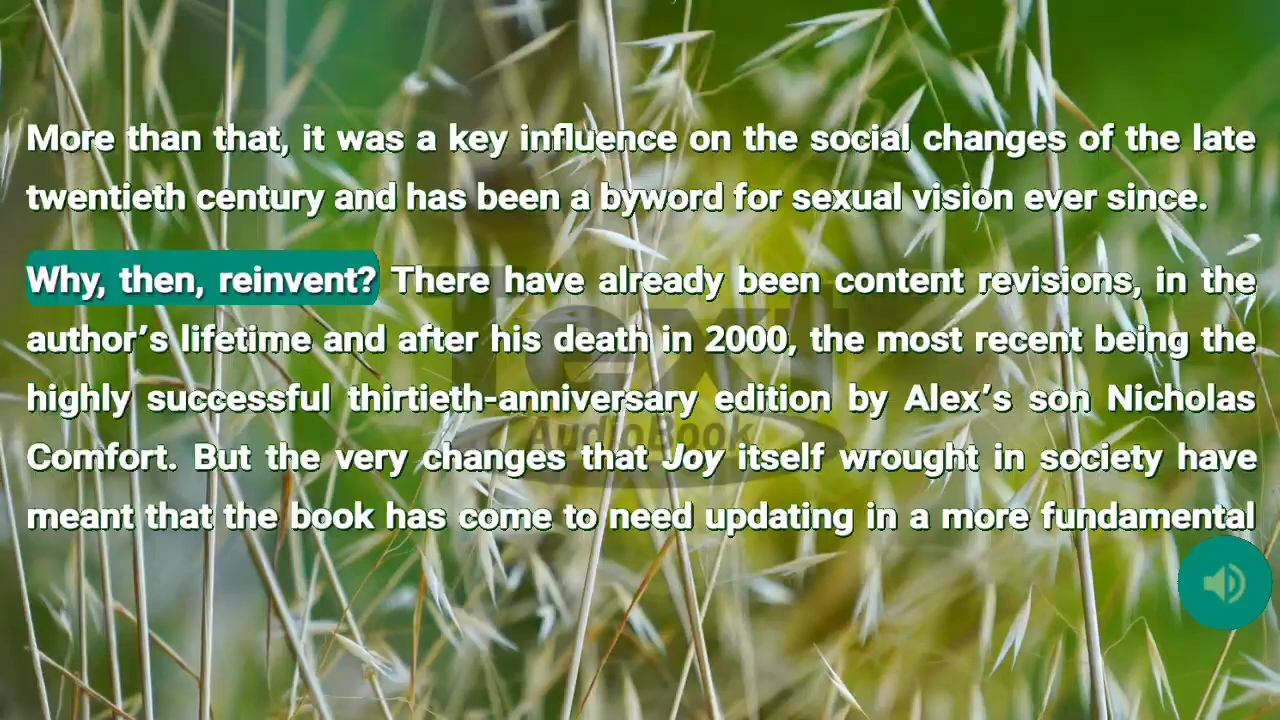 More than that, it was a key influence on the social changes of the late
twentieth century and has been a byword for sexual vision ever since.
Why, then, reinvent? There have already been content revisions, in the
author’s lifetime and after his death in 2000, the most recent being the
highly successful thirtieth-anniversary edition by Alex’s son Nicholas
Comfort. But the very changes that Joy itself wrought in society have
meant that the book has come to need updating in a more fundamental
Text
AudioBook